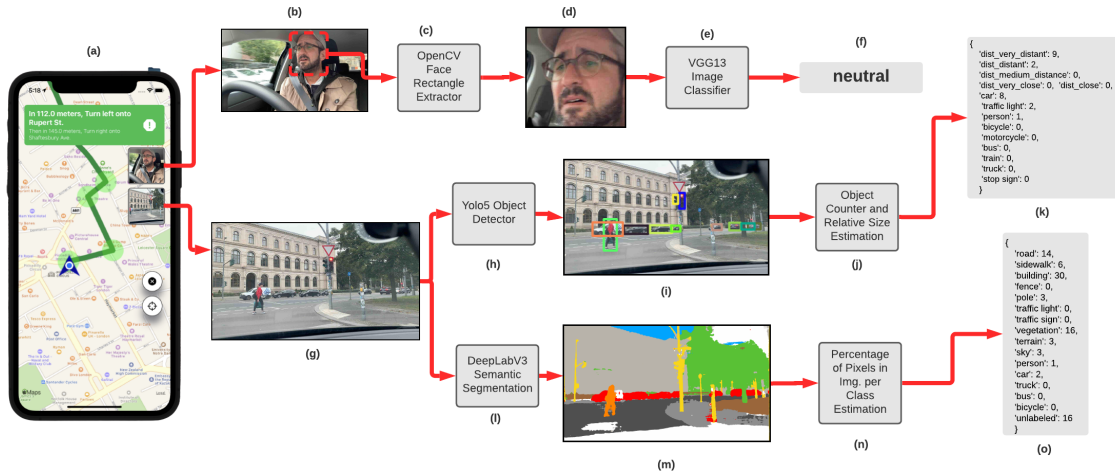 (a)
5:18
In 112.0 meters, Turn left onto
Rupert St.
Then in 145.0 meters, Turn right onto
Shaftesbury Ave.
Maps
(b)
(c)
OpenCV
Face
Rectangle
Extractor
(d)
(e)
VGG13
Image
Classifier
(f)
neutral
(g)
Yolo5 Object
Detector
(h)
(i)
Object
Counter and
Relative Size
Estimation
(j)
{
'dist_very_distant': 9,
'dist_distant': 2,
'dist_medium_distance': 0,
'dist_very_close': 0, 'dist_close': 0,
'car': 8,
'traffic light': 2,
'person': 1,
'bicycle': 0,
'motorcycle': 0,
'bus': 0,
'train': 0,
'truck': 0,
'stop sign': 0
}
(k)
DeepLabV3
Semantic
Segmentation
(l)
(m)
Percentage
of Pixels in
Img. per
Class
Estimation
(n)
{
'road': 14,
'sidewalk': 6,
'building': 30,
'fence': 0,
'pole': 3,
'traffic light': 0,
'traffic sign': 0,
'vegetation': 16,
'terrain': 3,
'sky': 3,
'person': 1,
'car': 2,
'truck': 0,
'bus': 0,
'bicycle': 0,
'unlabeled': 16
}
(o)